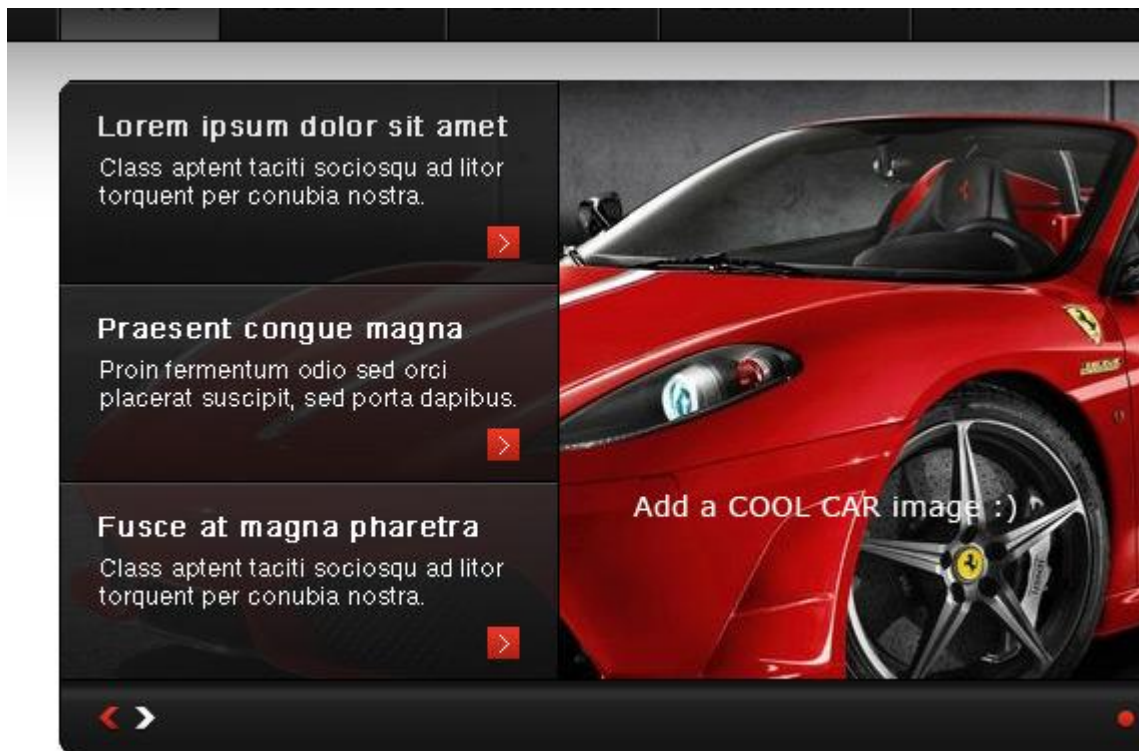 Lorem ipsum dolor sit amet
Class aptent taciti sociosqu ad litor
torquent per conubia nostra.
Praesent congue magna
Proin fermentum odio sed orci
placerat suscipit, sed porta dapibus.
Fusce at magna pharetra
Class aptent taciti sociosqu ad litor
torquent per conubia nostra.
Add a COOL CAR image :)